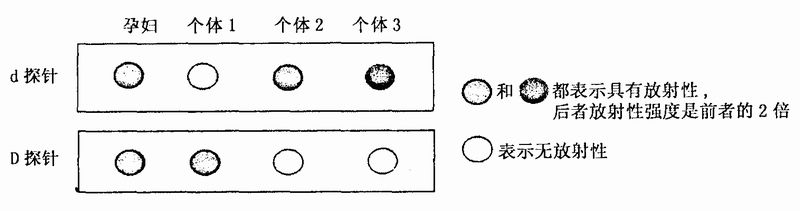 孕妇 个体1 个体2 个体3
d探针
和 都表示具有放射性，
后者放射性强度是前者的2倍
D探针
表示无放射性